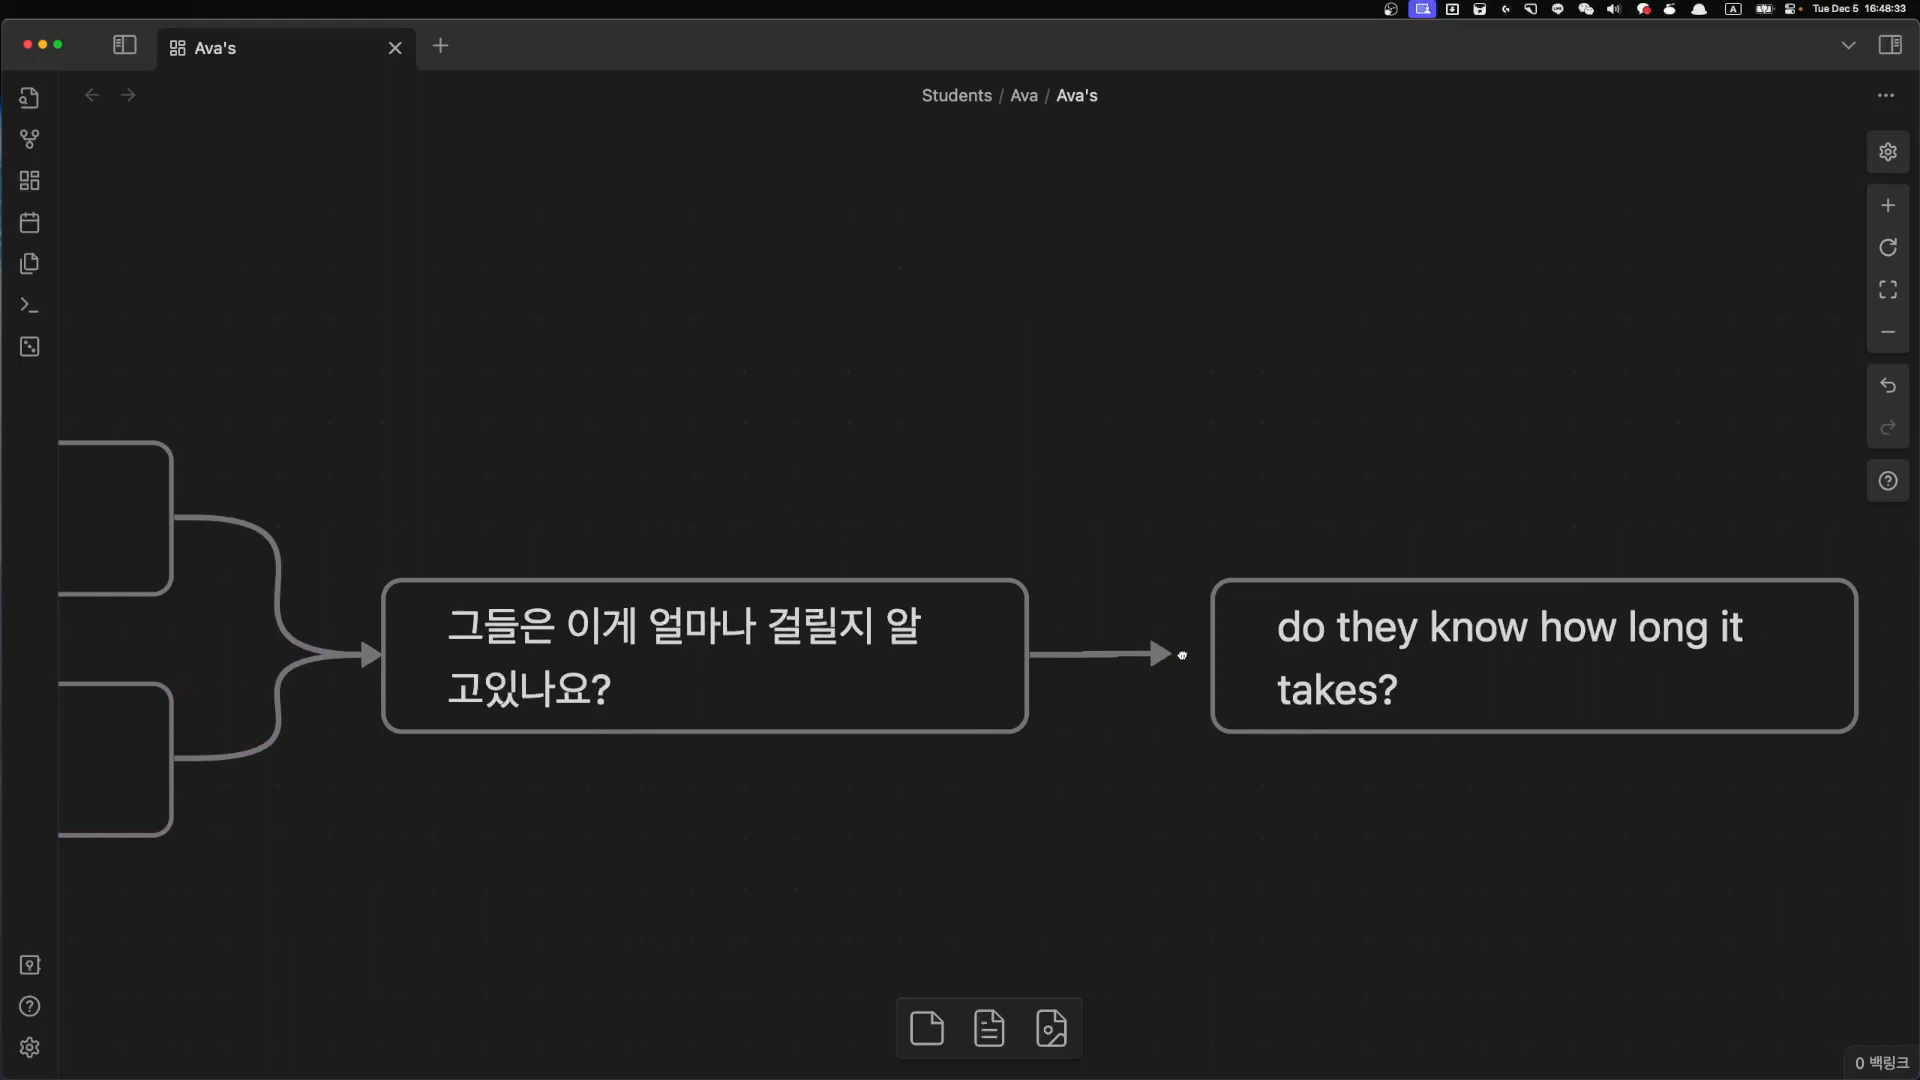 Tue Dec 5 16:48:33
Ava's
Students / Ava / Ava's
그들은 이게 얼마나 걸릴지 알
고있나요?
do they know how long it
takes?
0 백링크